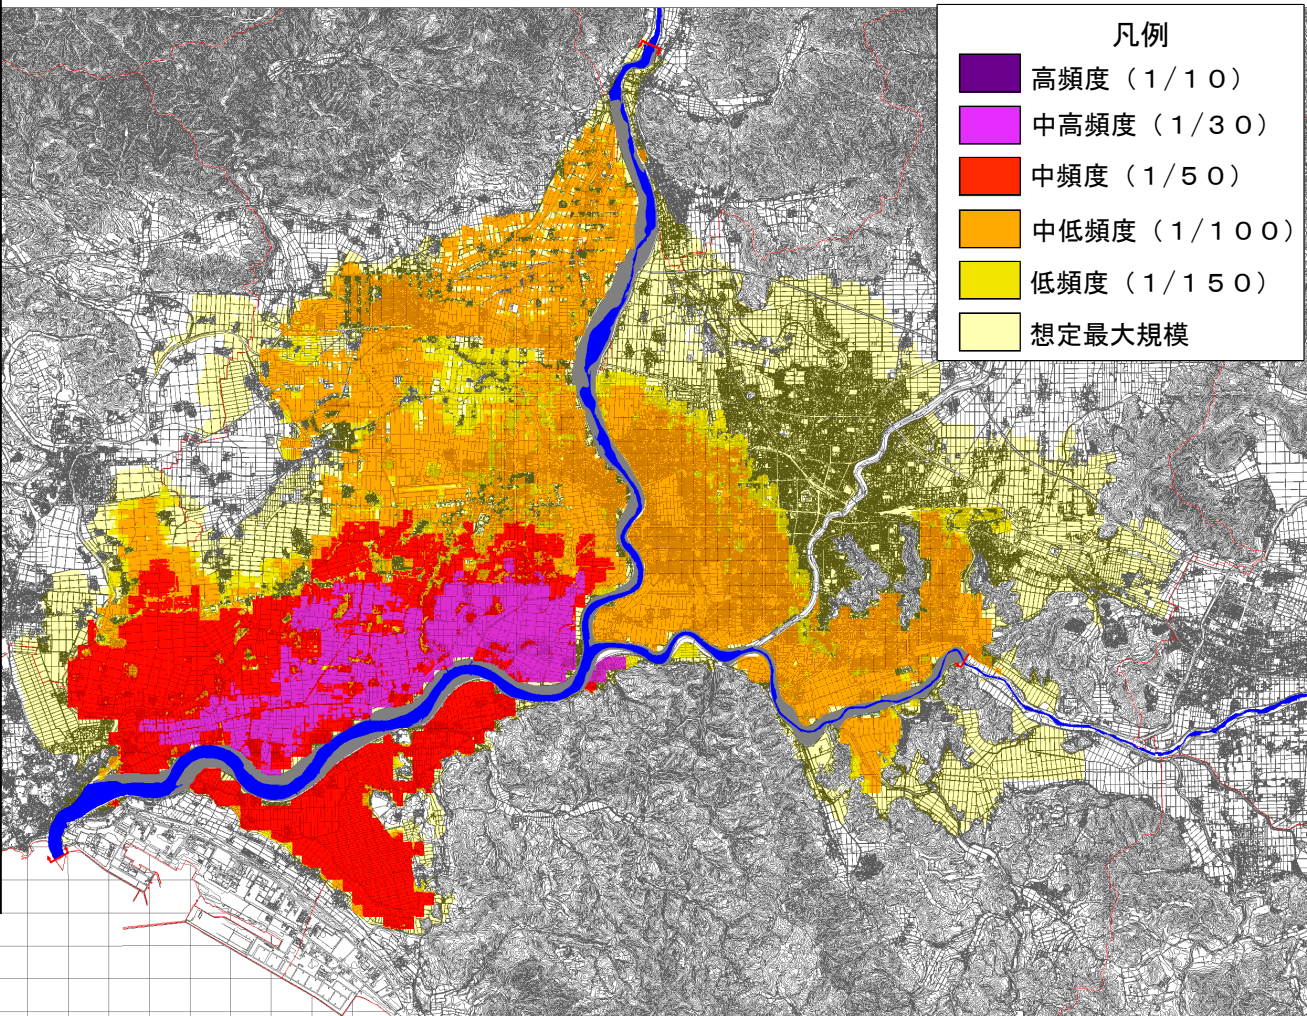 凡例
高頻度（１/１０）
中高頻度（１/３０）
中頻度（１/５０）
中低頻度（１/１００）
低頻度（１/１５０）
想定最大規模